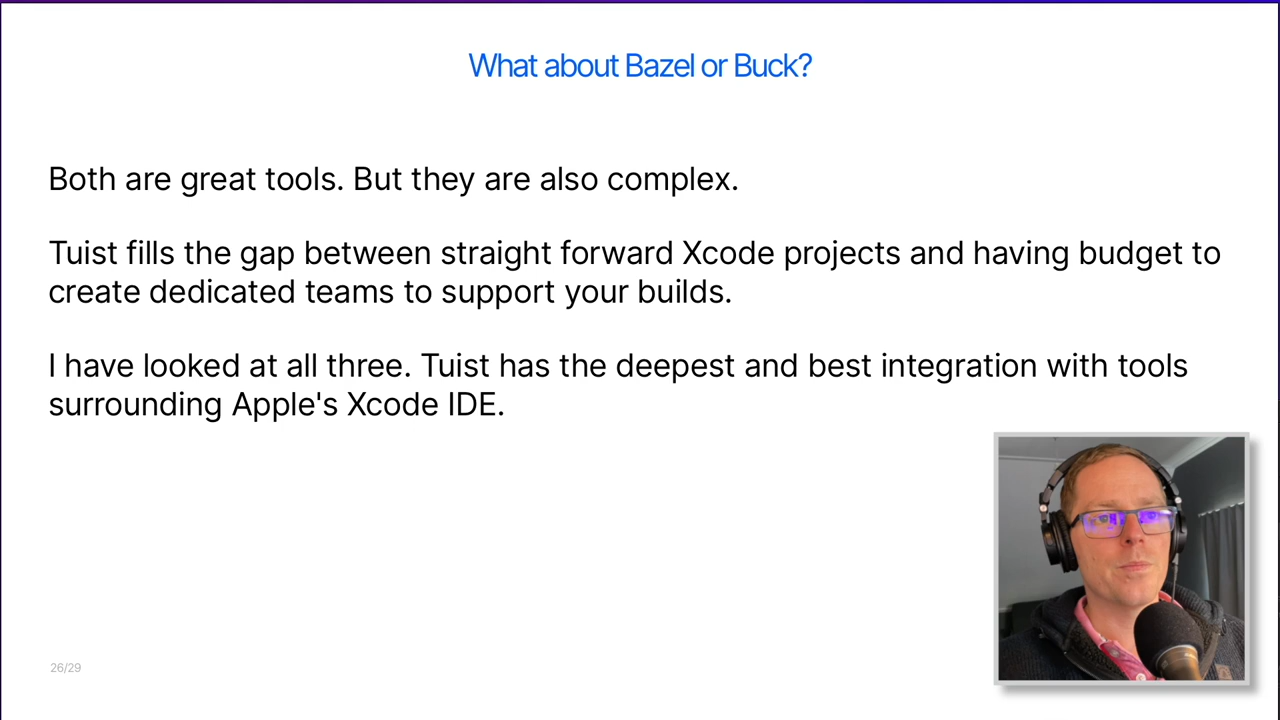 What about Bazel or Buck?
Both are great tools. But they are also complex.
Tuist fills the gap between straight forward Xcode projects and having budget to
create dedicated teams to support your builds.
I have looked at all three. Tuist has the deepest and best integration with tools
surrounding Apple's Xcode IDE.
26/29